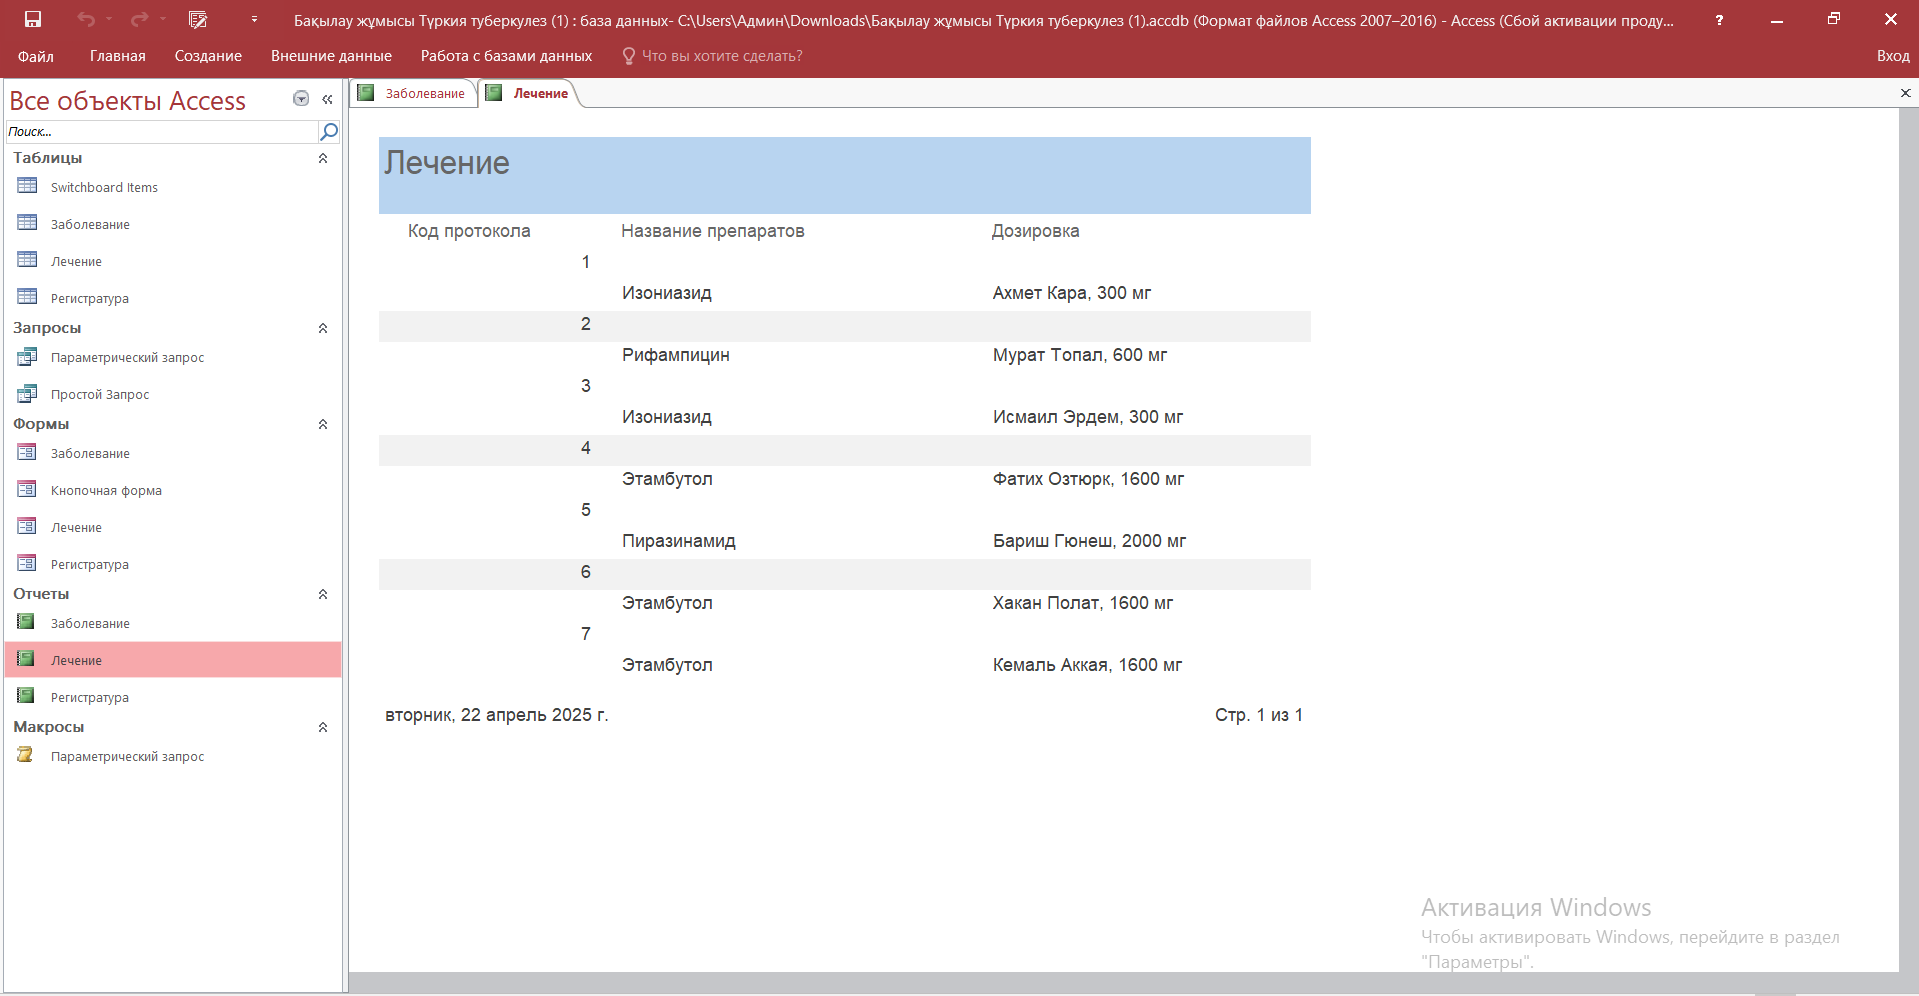 Бақылау жұмысы Түркия туберкулез (1) : база данных- C:\Users\Админ\Downloads\Бақылау жұмысы Түркия туберкулез (1).accdb (Формат файлов Access 2007–2016) - Access (Сбой активации проду... ?
Файл Главная Создание Внешние данные Работа с базами данных Что вы хотите сделать? Вход
Все объекты Access
Поиск...
Таблицы
Switchboard Items
Заболевание
Лечение
Регистратура
Запросы
Параметрический запрос
Простой Запрос
Формы
Заболевание
Кнопочная форма
Лечение
Регистратура
Отчеты
Заболевание
Лечение
Регистратура
Макросы
Параметрический запрос
Заболевание Лечение
Лечение
Код протокола Название препаратов Дозировка
1
Изониазид Ахмет Кара, 300 мг
2
Рифампицин Мурат Топал, 600 мг
3
Изониазид Исмаил Эрдем, 300 мг
4
Этамбутол Фатих Озтюрк, 1600 мг
5
Пиразинамид Бариш Гюнеш, 2000 мг
6
Этамбутол Хакан Полат, 1600 мг
7
Этамбутол Кемаль Аккая, 1600 мг
вторник, 22 апрель 2025 г. Стр. 1 из 1
Активация Windows
Чтобы активировать Windows, перейдите в раздел
"Параметры".